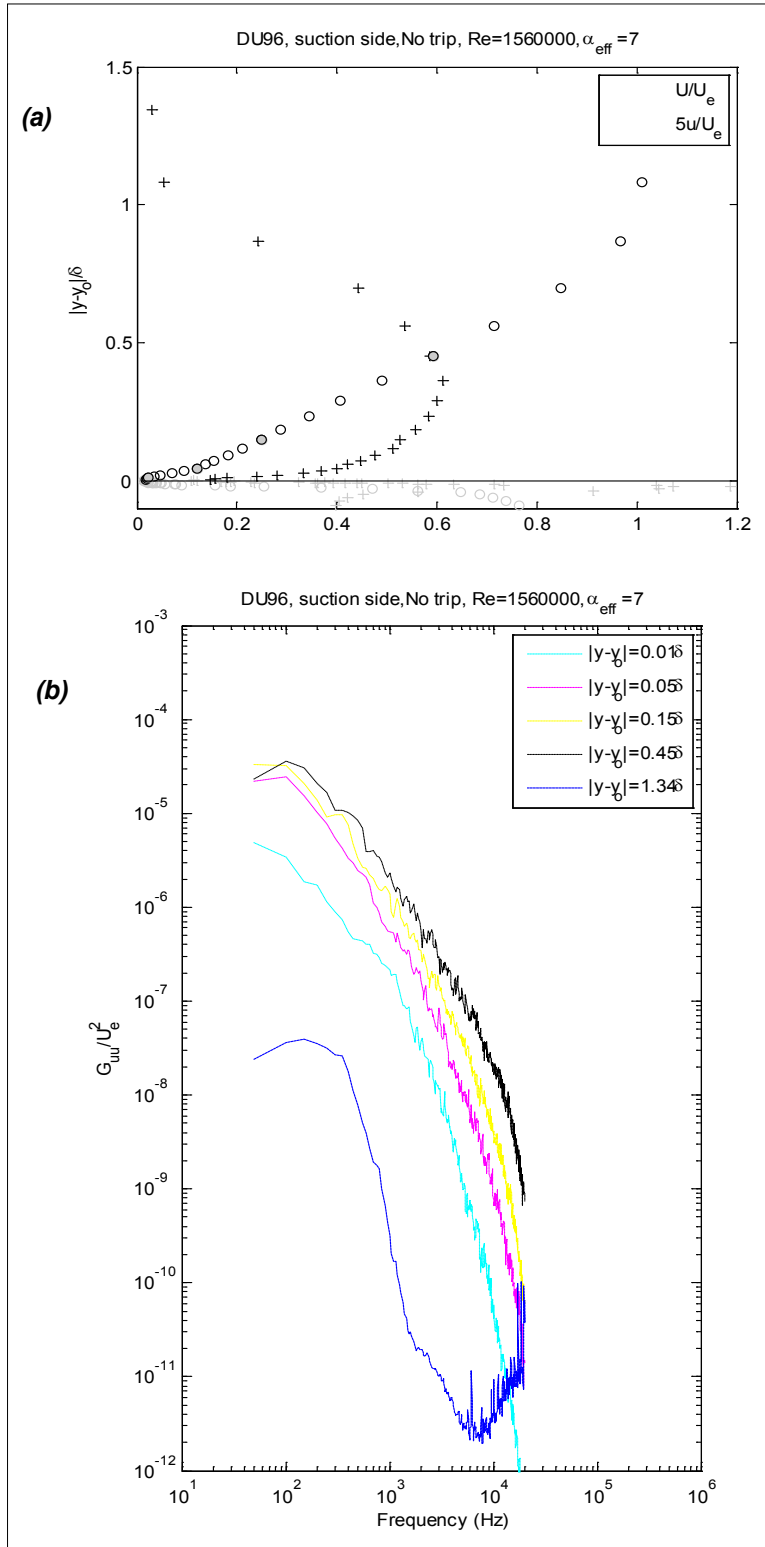 DU96, suction side,No trip, Re=1560000, α_eff =7
(a)
U/U_e
5u/U_e
|y-y_o|/δ
1.5
1
0.5
0
0 0.2 0.4 0.6 0.8 1 1.2
DU96, suction side,No trip, Re=1560000, α_eff =7
(b)
|y-y_o|=0.01δ
|y-y_o|=0.05δ
|y-y_o|=0.15δ
|y-y_o|=0.45δ
|y-y_o|=1.34δ
G_uu/U_e^2
10^-3
10^-4
10^-5
10^-6
10^-7
10^-8
10^-9
10^-10
10^-11
10^-12
10^1 10^2 10^3 10^4 10^5 10^6
Frequency (Hz)